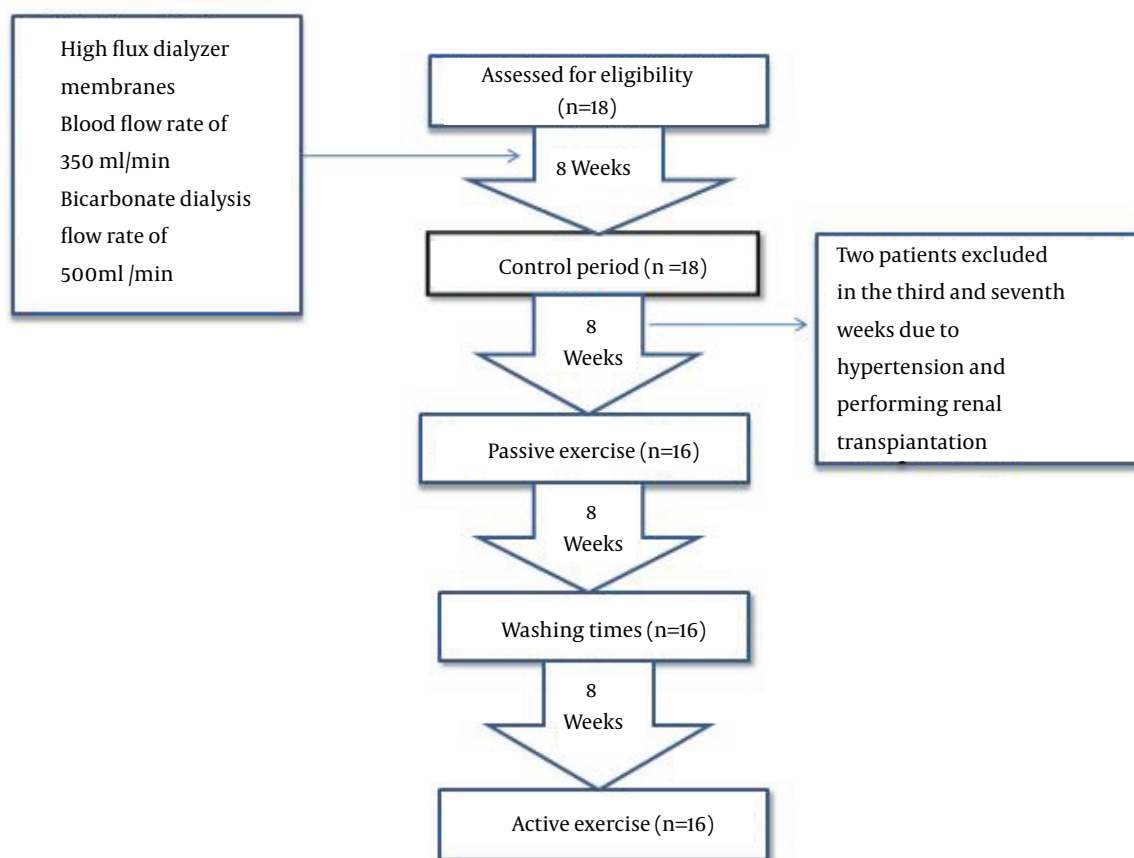 High flux dialyzer
membranes
Blood flow rate of
350 ml/min
Bicarbonate dialysis
flow rate of
500ml /min
Assessed for eligibility
(n=18)
8 Weeks
Control period (n =18)
Two patients excluded
in the third and seventh
weeks due to
hypertension and
performing renal
transpiantation
8
Weeks
Passive exercise (n=16)
8
Weeks
Washing times (n=16)
8
Weeks
Active exercise (n=16)